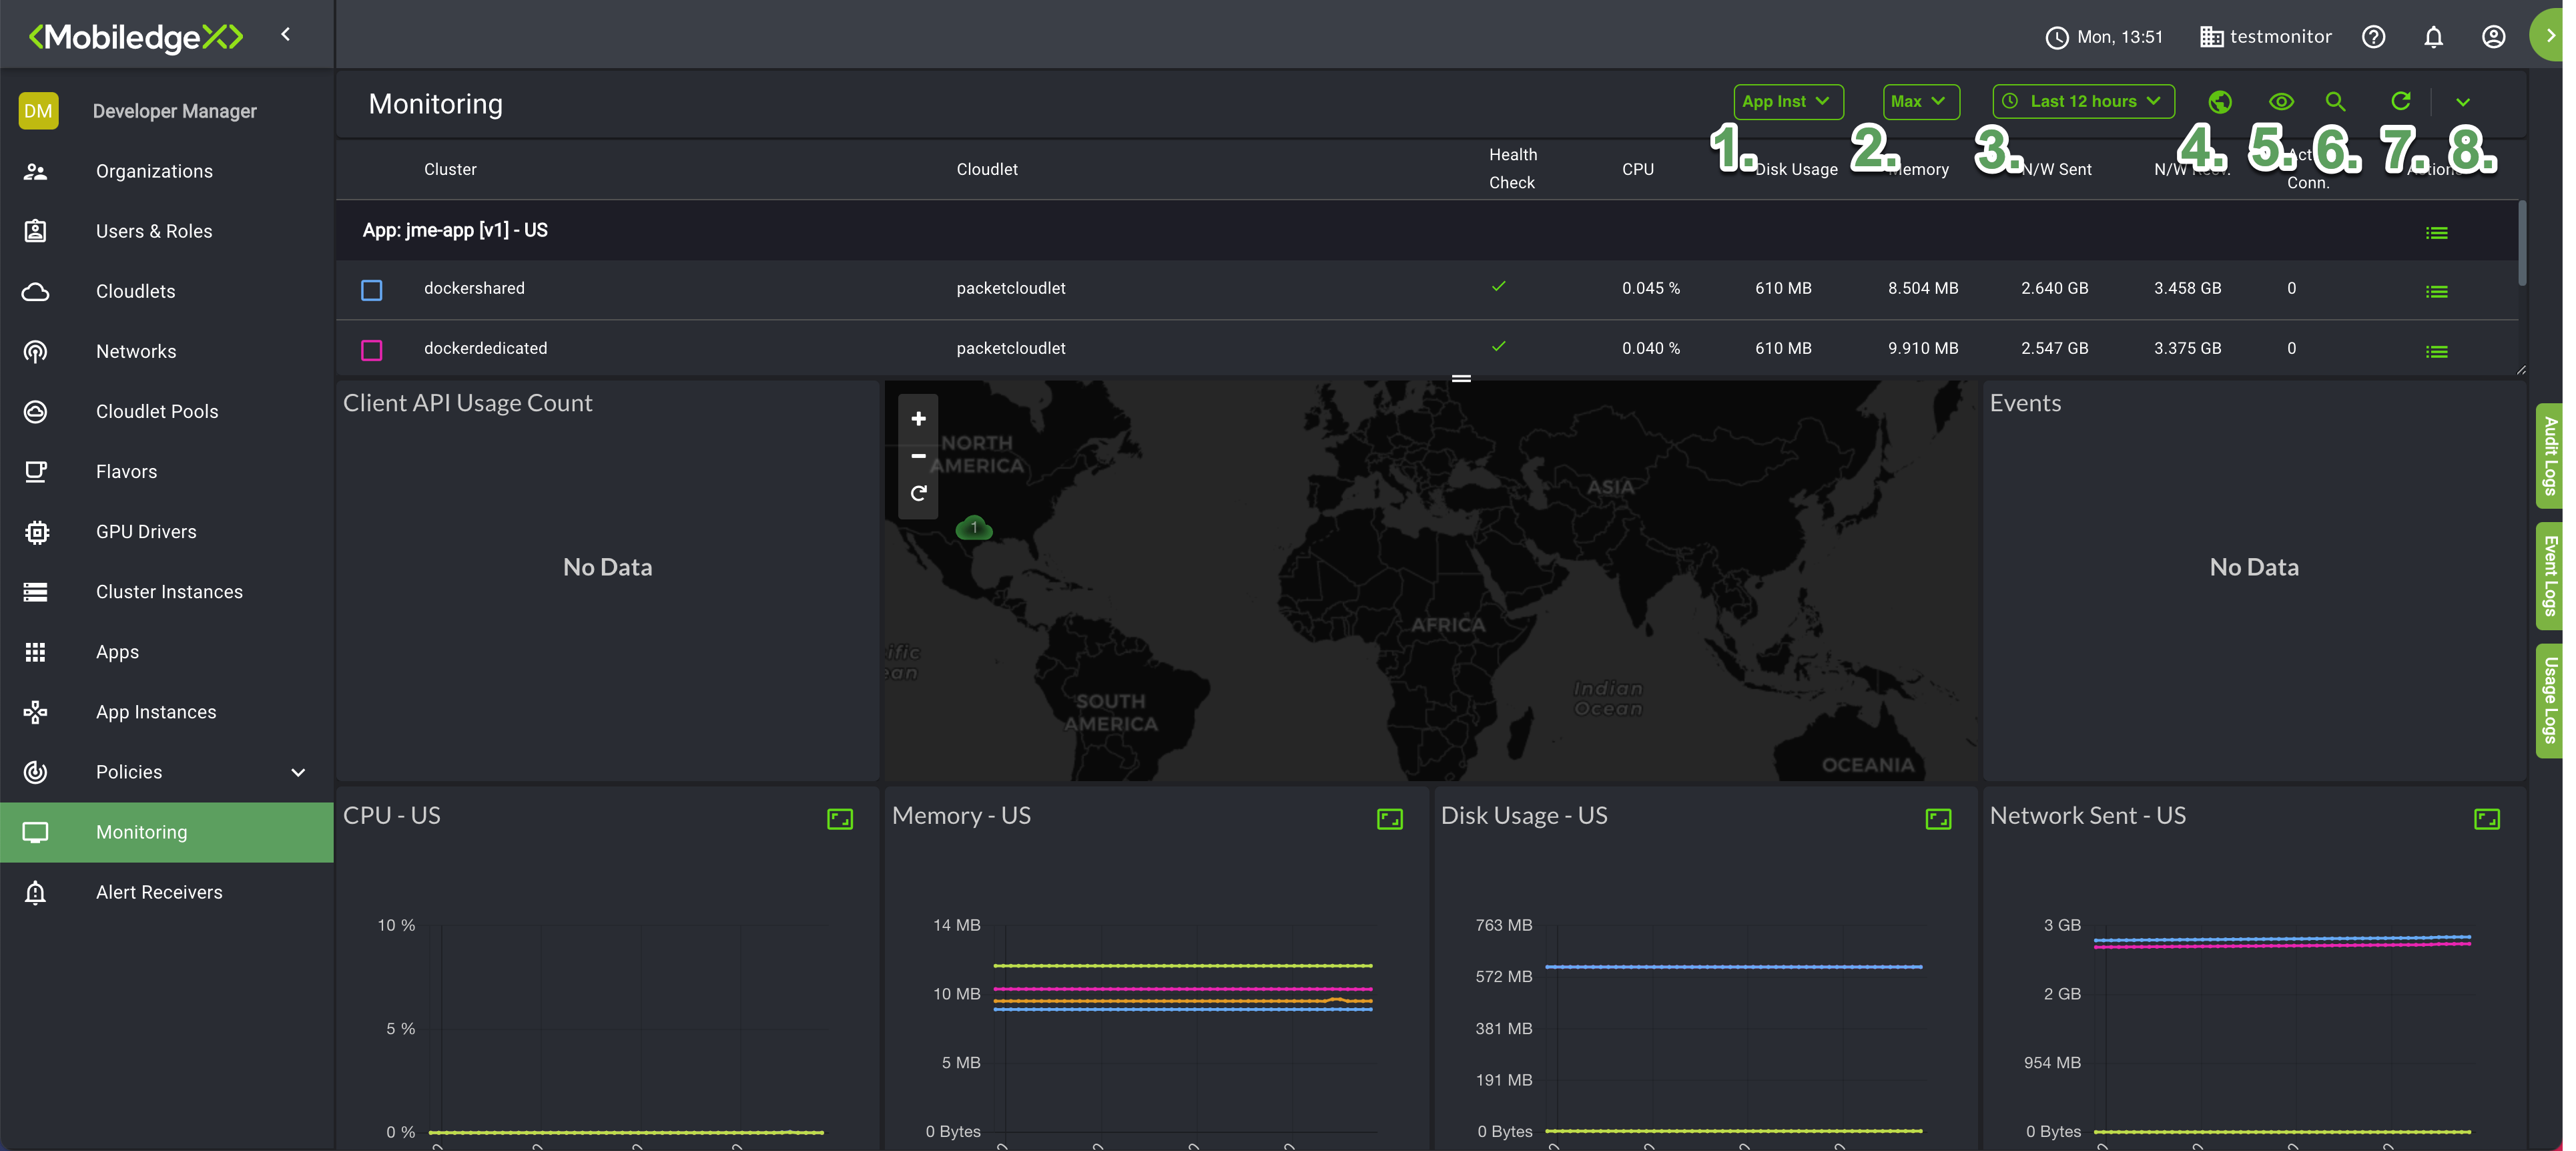 <MobiledgeX>
Mon, 13:51
testmonitor
DM
Developer Manager
Organizations
Users & Roles
Cloudlets
Networks
Cloudlet Pools
Flavors
GPU Drivers
Cluster Instances
Apps
App Instances
Policies
Monitoring
Alert Receivers
Monitoring
App Inst
Max
Last 12 hours
1.
2.
3.
4.
5.
6.
7.
8.
Cluster
Cloudlet
Health
Check
CPU
Disk Usage
Memory
N/W Sent
N/W Recv.
Conn.
Actions
App: jme-app [v1] - US
dockershared
packetcloudlet
0.045 %
610 MB
8.504 MB
2.640 GB
3.458 GB
0
dockerdedicated
packetcloudlet
0.040 %
610 MB
9.910 MB
2.547 GB
3.375 GB
0
Client API Usage Count
No Data
NORTH
AMERICA
ASIA
1
AFRICA
SOUTH
AMERICA
Indian
Ocean
OCEANIA
Events
No Data
Audit Logs
Event Logs
Usage Logs
CPU - US
10 %
5 %
0 %
Memory - US
14 MB
10 MB
5 MB
0 Bytes
Disk Usage - US
763 MB
572 MB
381 MB
191 MB
0 Bytes
Network Sent - US
3 GB
2 GB
954 MB
0 Bytes